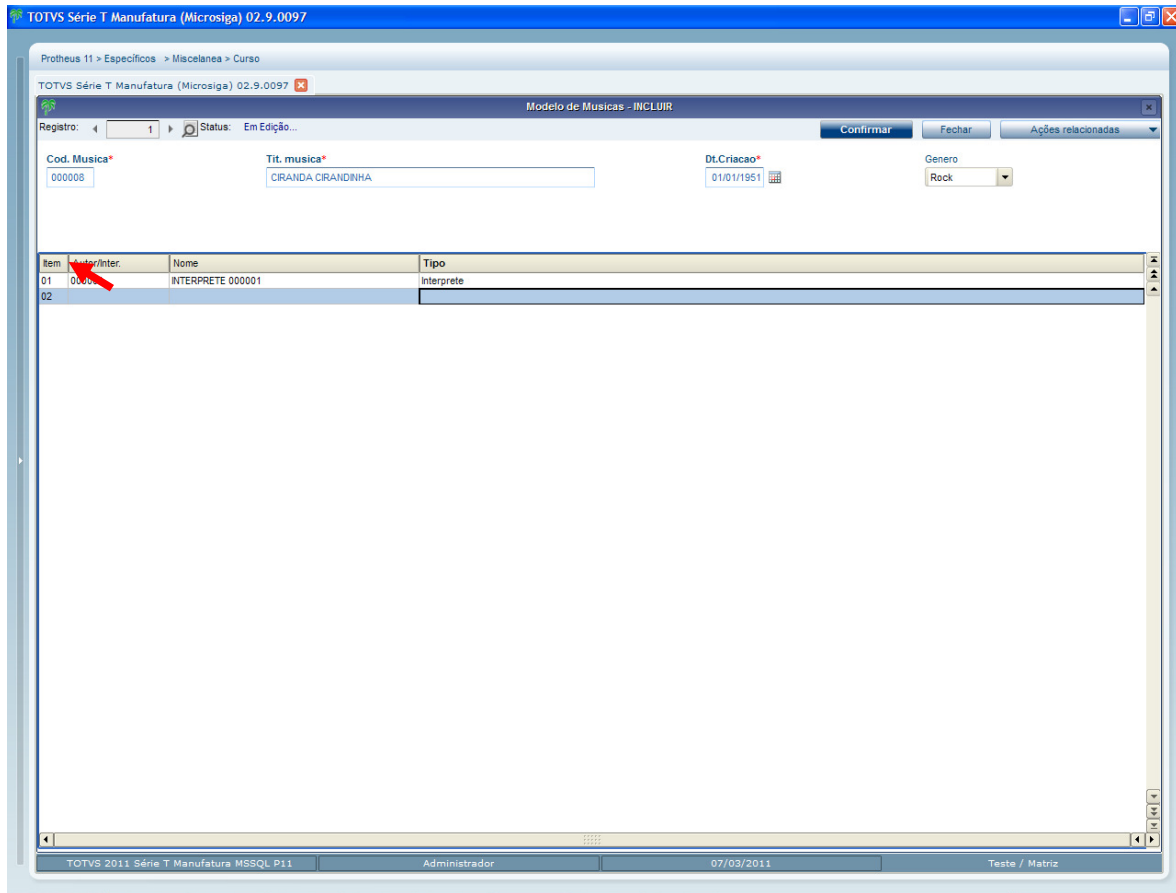 TOTVS Série T Manufatura (Microsiga) 02.9.0097
Protheus 11 > Específicos > Miscelanea > Curso
TOTVS Série T Manufatura (Microsiga) 02.9.0097
Modelo de Musicas - INCLUIR
Registro: 1 Status: Em Edição... Confirmar Fechar Ações relacionadas
Cod. Musica* Tit. musica* Dt.Criacao* Genero
000008 CIRANDA CIRANDINHA 01/01/1951 Rock
Item Autor/Inter. Nome Tipo
01 INTERPRETE 000001 Interprete
02
TOTVS 2011 Série T Manufatura MSSQL P11 Administrador 07/03/2011 Teste / Matriz